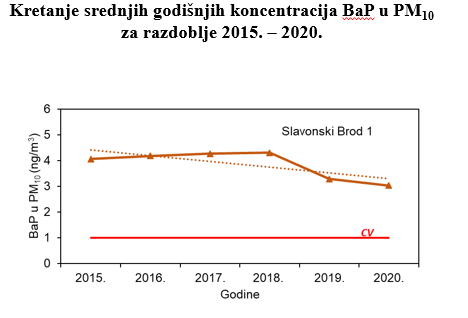 Kretanje srednjih godišnjih koncentracija BaP u PM10
za razdoblje 2015. – 2020.
6
5
4
3
2
1
0
BaP u PM10 (ng/m3)
Slavonski Brod 1
CV
2015. 2016. 2017. 2018. 2019. 2020.
Godine